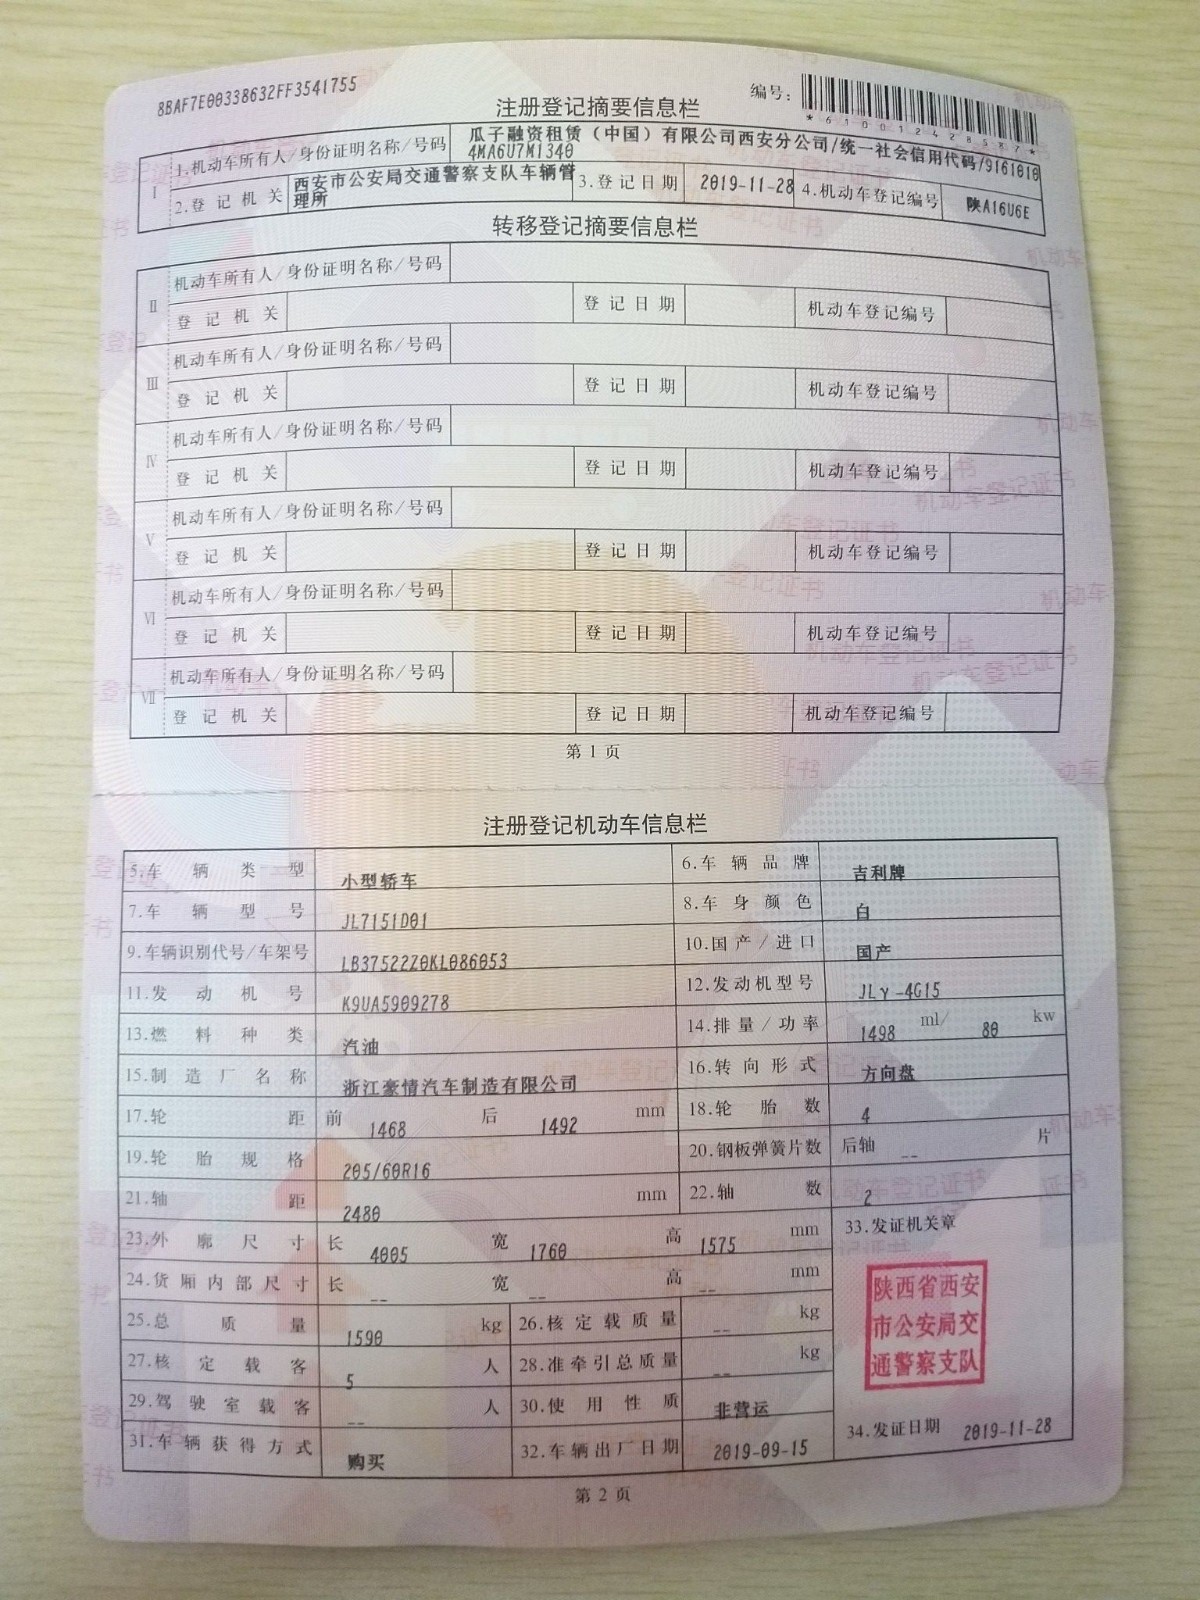 8BAF7E00338632FF3541755
编号：
*610012428587*
注册登记摘要信息栏
I
1.机动车所有人/身份证明名称/号码 瓜子融资租赁（中国）有限公司西安分公司/统一社会信用代码/9161010
4MA6U7M1340
2.登记机关 西安市公安局交通警察支队车辆管
理所
3.登记日期 2019-11-28 4.机动车登记编号 陕A16U6E
转移登记摘要信息栏
II
机动车所有人/身份证明名称/号码
登记机关 登记日期 机动车登记编号
III
机动车所有人/身份证明名称/号码
登记机关 登记日期 机动车登记编号
IV
机动车所有人/身份证明名称/号码
登记机关 登记日期 机动车登记编号
V
机动车所有人/身份证明名称/号码
登记机关 登记日期 机动车登记编号
VI
机动车所有人/身份证明名称/号码
登记机关 登记日期 机动车登记编号
VII
机动车所有人/身份证明名称/号码
登记机关 登记日期 机动车登记编号
第 1 页
注册登记机动车信息栏
5.车辆类型 小型轿车 6.车辆品牌 吉利牌
7.车辆型号 JL7151D01 8.车身颜色 白
9.车辆识别代号/车架号 LB37522Z0KL086053 10.国产/进口 国产
11.发动机号 K9UA5909278 12.发动机型号 JLγ-4G15
13.燃料种类 汽油 14.排量/功率 1498 ml/ 80 kw
15.制造厂名称 浙江豪情汽车制造有限公司 16.转向形式 方向盘
17.轮距 前 1468 后 1492 mm 18.轮胎数 4
19.轮胎规格 205/60R16 20.钢板弹簧片数 后轴 -- 片
21.轴距 2480 mm 22.轴数 2
23.外廓尺寸 长 4005 宽 1760 高 1575 mm 33.发证机关章
24.货厢内部尺寸 长 -- 宽 -- 高 -- mm
25.总质量 1590 kg 26.核定载质量 -- kg
27.核定载客 5 人 28.准牵引总质量 -- kg
29.驾驶室载客 -- 人 30.使用性质 非营运
31.车辆获得方式 购买 32.车辆出厂日期 2019-09-15 34.发证日期 2019-11-28
陕西省西安
市公安局交
通警察支队
第 2 页